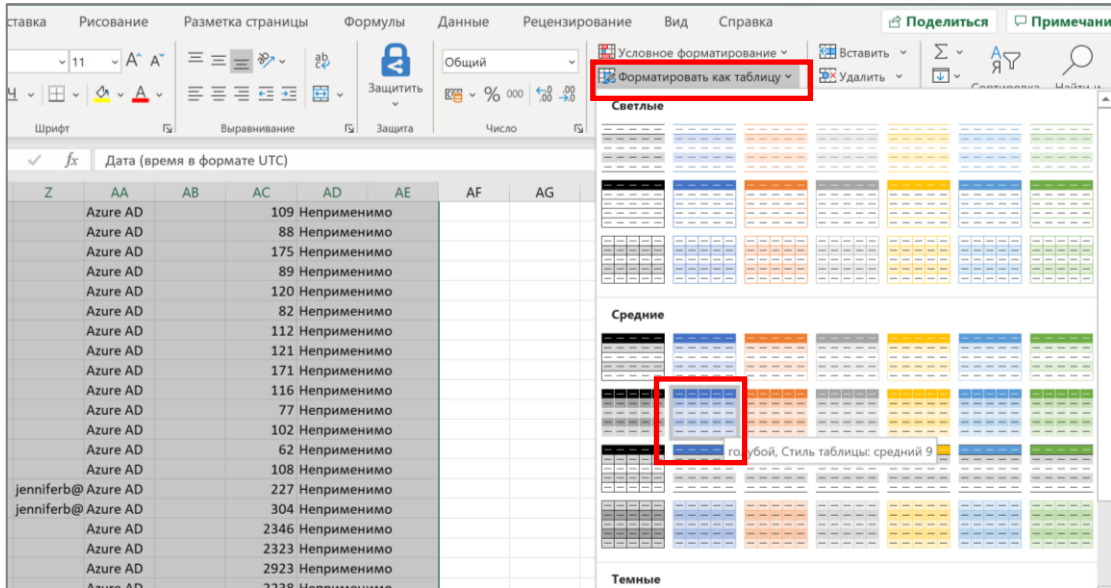 ставка Рисование Разметка страницы Формулы Данные Рецензирование Вид Справка Поделиться Примечани
11 Общий Условное форматирование Вставить
Защитить % 000 Форматировать как таблицу Удалить
Шрифт Выравнивание Защита Число
Светлые
fx Дата (время в формате UTC)
Z AA AB AC AD AE AF AG
Azure AD 109 Неприменимо
Azure AD 88 Неприменимо
Azure AD 175 Неприменимо
Azure AD 89 Неприменимо
Azure AD 120 Неприменимо
Azure AD 82 Неприменимо
Azure AD 112 Неприменимо
Средние
Azure AD 121 Неприменимо
Azure AD 171 Неприменимо
Azure AD 116 Неприменимо
Azure AD 77 Неприменимо
Azure AD 102 Неприменимо
Azure AD 62 Неприменимо
голубой, Стиль таблицы: средний 9
Azure AD 108 Неприменимо
jenniferb@ Azure AD 227 Неприменимо
jenniferb@ Azure AD 304 Неприменимо
Azure AD 2346 Неприменимо
Azure AD 2323 Неприменимо
Azure AD 2923 Неприменимо
Azure AD 2238 Неприменимо
Темные